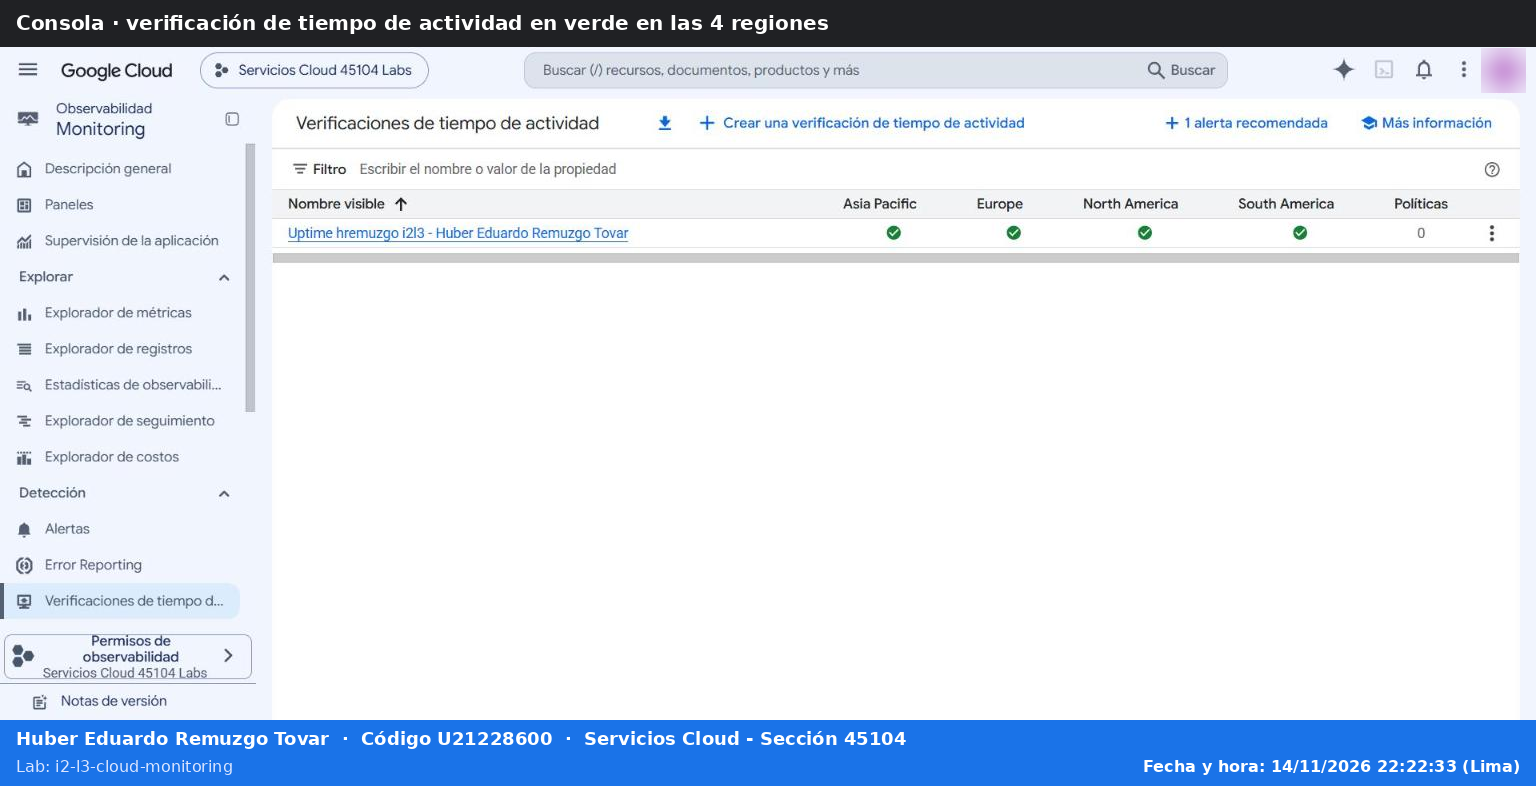 Consola · verificación de tiempo de actividad en verde en las 4 regiones
Google Cloud
Servicios Cloud 45104 Labs
Buscar (/) recursos, documentos, productos y más
Buscar
Observabilidad
Monitoring
Descripción general
Paneles
Supervisión de la aplicación
Explorar
Explorador de métricas
Explorador de registros
Estadísticas de observabili...
Explorador de seguimiento
Explorador de costos
Detección
Alertas
Error Reporting
Verificaciones de tiempo d...
Permisos de
observabilidad
Servicios Cloud 45104 Labs
Notas de versión
Verificaciones de tiempo de actividad
Crear una verificación de tiempo de actividad
1 alerta recomendada
Más información
Filtro Escribir el nombre o valor de la propiedad
Nombre visible Asia Pacific Europe North America South America Políticas
Uptime hremuzgo i2l3 - Huber Eduardo Remuzgo Tovar 0
Huber Eduardo Remuzgo Tovar · Código U21228600 · Servicios Cloud - Sección 45104
Lab: i2-l3-cloud-monitoring
Fecha y hora: 14/11/2026 22:22:33 (Lima)